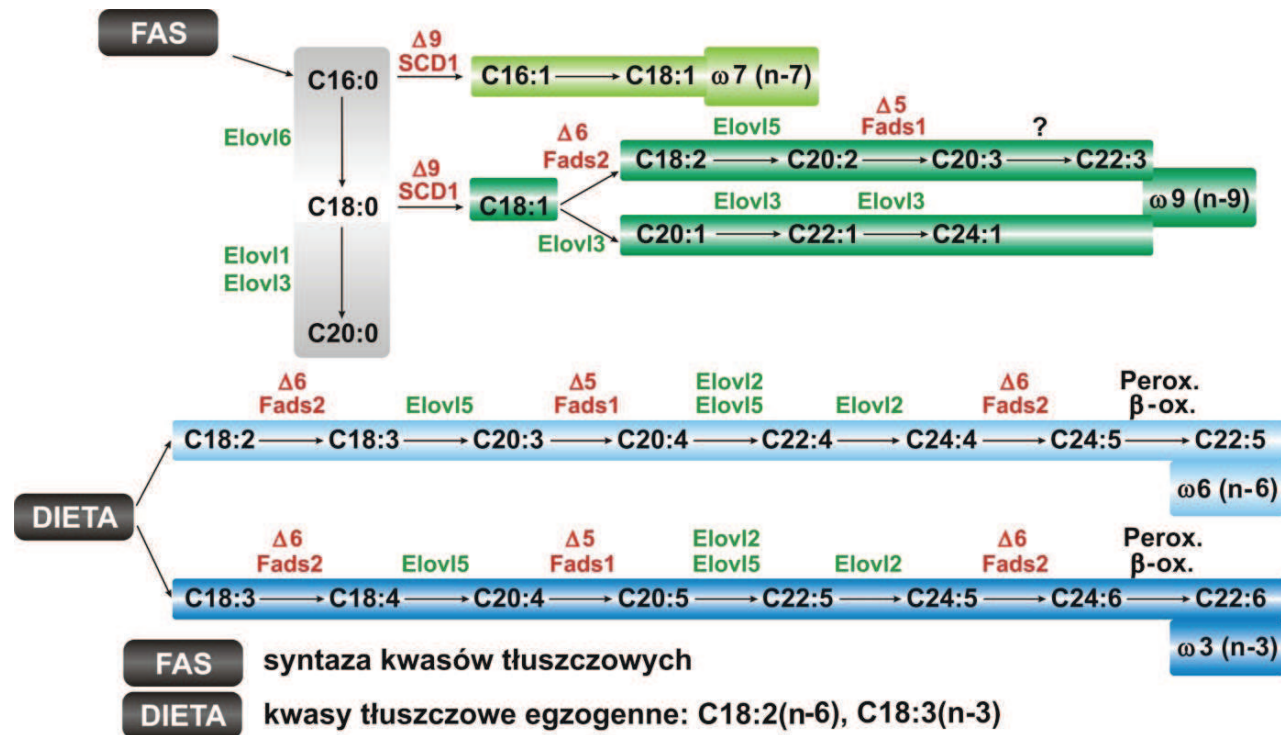 FAS
Δ9
SCD1
C16:0
C16:1 C18:1 ω7 (n-7)
Elovl6
Δ6
Fads2
Elovl5
Δ5
Fads1
?
C18:2 C20:2 C20:3 C22:3
Δ9
SCD1
C18:0
C18:1
ω9 (n-9)
Elovl3 Elovl3
Elovl3
C20:1 C22:1 C24:1
Elovl1
Elovl3
C20:0
Δ6
Fads2
Elovl5
Δ5
Fads1
Elovl2
Elovl5
Elovl2
Δ6
Fads2
Perox.
β-ox.
C18:2 C18:3 C20:3 C20:4 C22:4 C24:4 C24:5 C22:5
ω6 (n-6)
DIETA
Δ6
Fads2
Elovl5
Δ5
Fads1
Elovl2
Elovl5
Elovl2
Δ6
Fads2
Perox.
β-ox.
C18:3 C18:4 C20:4 C20:5 C22:5 C24:5 C24:6 C22:6
ω3 (n-3)
FAS syntaza kwasów tłuszczowych
DIETA kwasy tłuszczowe egzogenne: C18:2(n-6), C18:3(n-3)